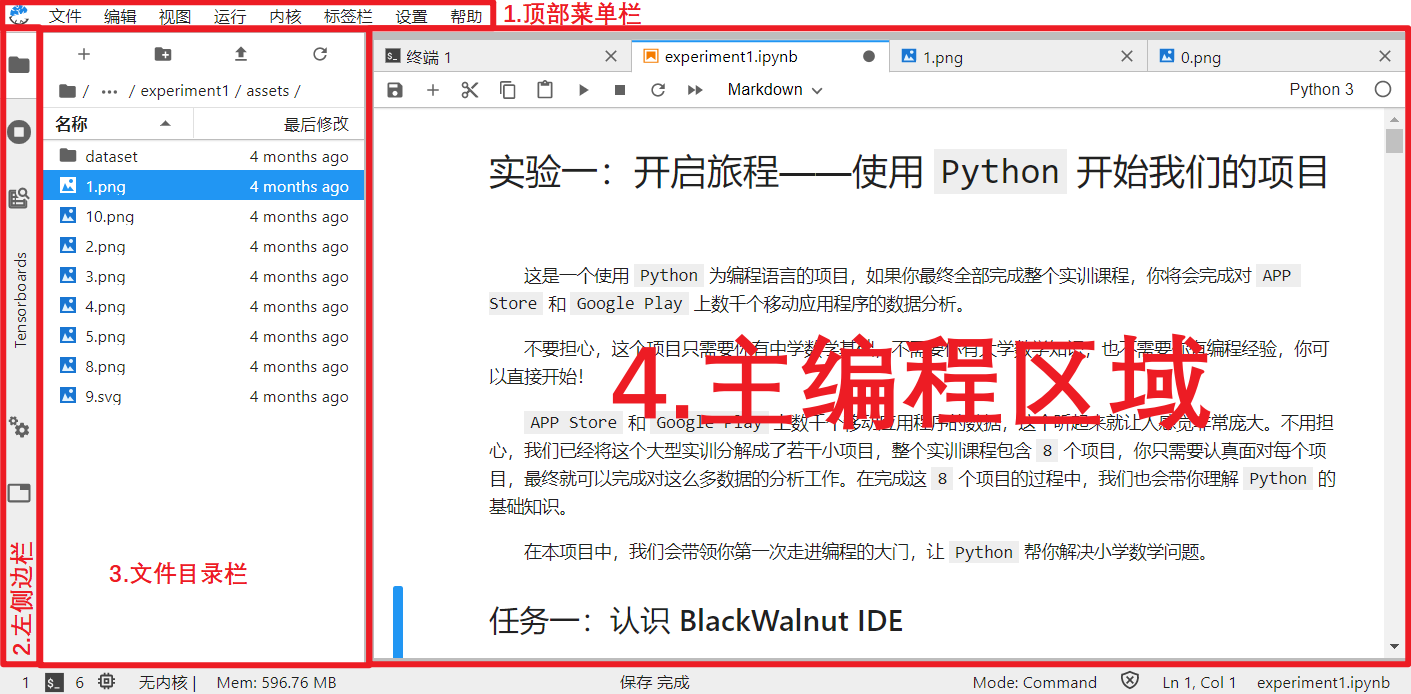 文件 编辑 视图 运行 内核 标签栏 设置 帮助 1.顶部菜单栏
Tensorboards
2.左侧边栏
/ ··· / experiment1 / assets /
名称 最后修改
dataset 4 months ago
1.png 4 months ago
10.png 4 months ago
2.png 4 months ago
3.png 4 months ago
4.png 4 months ago
5.png 4 months ago
8.png 4 months ago
9.svg 4 months ago
3.文件目录栏
终端 1 experiment1.ipynb 1.png 0.png
Markdown Python 3
实验一：开启旅程——使用 Python 开始我们的项目
这是一个使用 Python 为编程语言的项目，如果你最终全部完成整个实训课程，你将会完成对 APP
Store 和 Google Play 上数千个移动应用程序的数据分析。
不要担心，这个项目只需要你有中学数学基础，不需要你有大学数学知识，也不需要你有编程经验，你可
以直接开始！
4.主编程区域
APP Store 和 Google Play 上数千个移动应用程序的数据，这个听起来就让人感觉非常庞大。不用担
心，我们已经将这个大型实训分解成了若干小项目，整个实训课程包含 8 个项目，你只需要认真面对每个项
目，最终就可以完成对这么多数据的分析工作。在完成这 8 个项目的过程中，我们也会带你理解 Python 的
基础知识。
在本项目中，我们会带领你第一次走进编程的大门，让 Python 帮你解决小学数学问题。
任务一：认识 BlackWalnut IDE
1 6 无内核 | Mem: 596.76 MB 保存 完成 Mode: Command Ln 1, Col 1 experiment1.ipynb